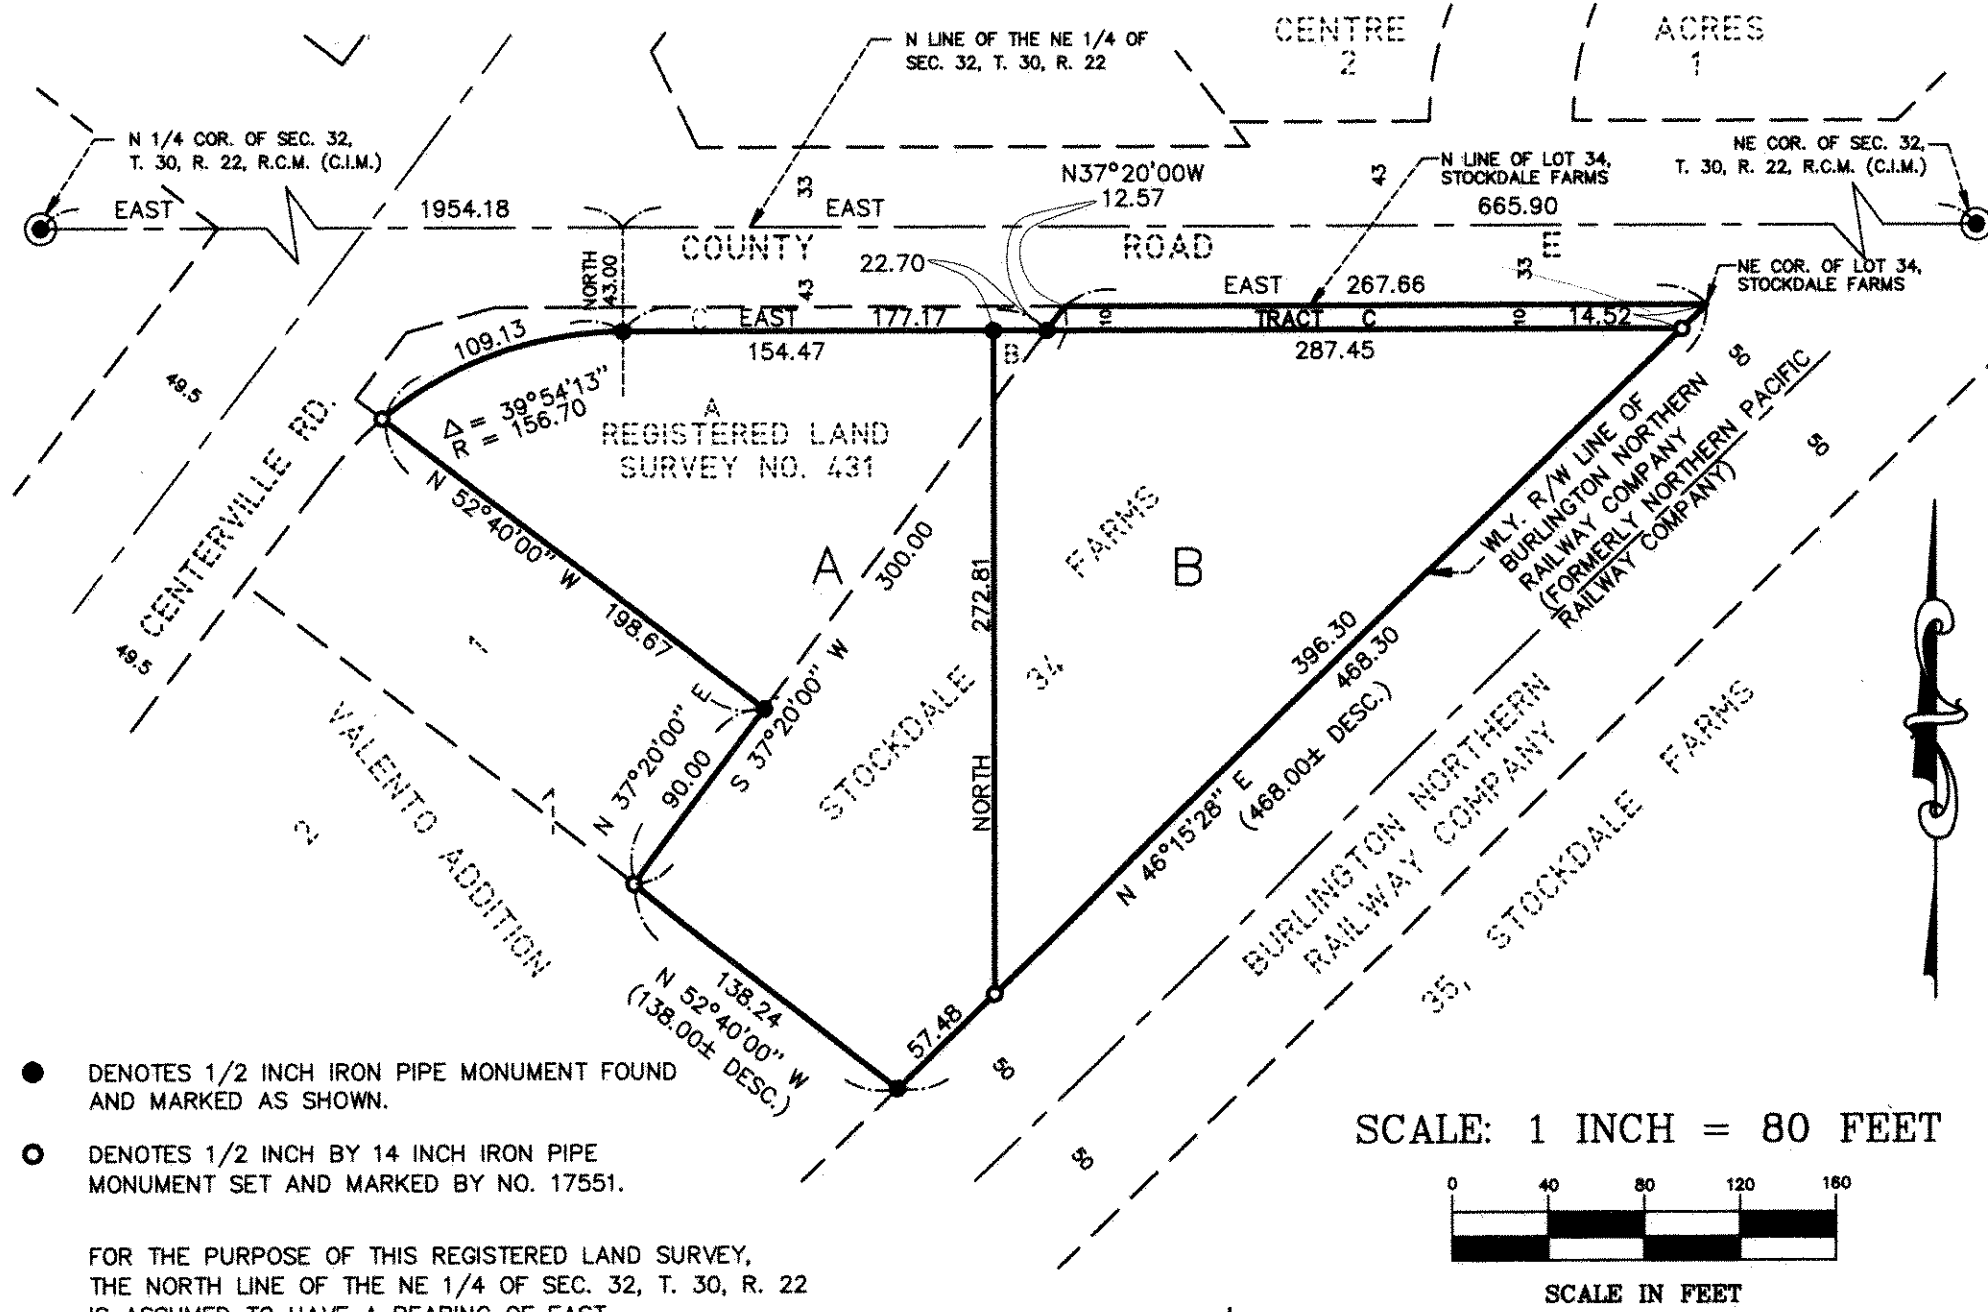 N LINE OF THE NE 1/4 OF
SEC. 32, T. 30, R. 22
CENTRE
2
ACRES
1
N 1/4 COR. OF SEC. 32,
T. 30, R. 22, R.C.M. (C.I.M.)
NE COR. OF SEC. 32,
T. 30, R. 22, R.C.M. (C.I.M.)
N LINE OF LOT 34,
STOCKDALE FARMS
N37°20'00W
12.57
33
43
EAST
1954.18
EAST
665.90
COUNTY ROAD E
NORTH
43.00
43
22.70
33
NE COR. OF LOT 34,
STOCKDALE FARMS
EAST 267.66
C EAST 177.17
10
TRACT C
10
14.52
109.13
154.47
B
287.45
50
49.5
Δ = 39°54'13"
R = 156.70
A
REGISTERED LAND
SURVEY NO. 431
CENTERVILLE RD.
49.5
N 52°40'00" W
198.67
A
300.00
S 37°20'00" W
272.81
NORTH
FARMS
B
WLY. R/W LINE OF
BURLINGTON NORTHERN
RAILWAY COMPANY
(FORMERLY NORTHERN PACIFIC
RAILWAY COMPANY)
50
1
N 37°20'00" E
90.00
STOCKDALE
34
396.30
468.30
N 46°15'28" E
(468.00± DESC.)
VALENTO ADDITION
2
BURLINGTON NORTHERN
RAILWAY COMPANY
35, STOCKDALE FARMS
138.24
N 52°40'00" W
(138.00± DESC.)
57.48
50
50
DENOTES 1/2 INCH IRON PIPE MONUMENT FOUND
AND MARKED AS SHOWN.
DENOTES 1/2 INCH BY 14 INCH IRON PIPE
MONUMENT SET AND MARKED BY NO. 17551.
FOR THE PURPOSE OF THIS REGISTERED LAND SURVEY,
THE NORTH LINE OF THE NE 1/4 OF SEC. 32, T. 30, R. 22
IS ASSUMED TO HAVE A BEARING OF EAST
SCALE: 1 INCH = 80 FEET
0 40 80 120 160
SCALE IN FEET